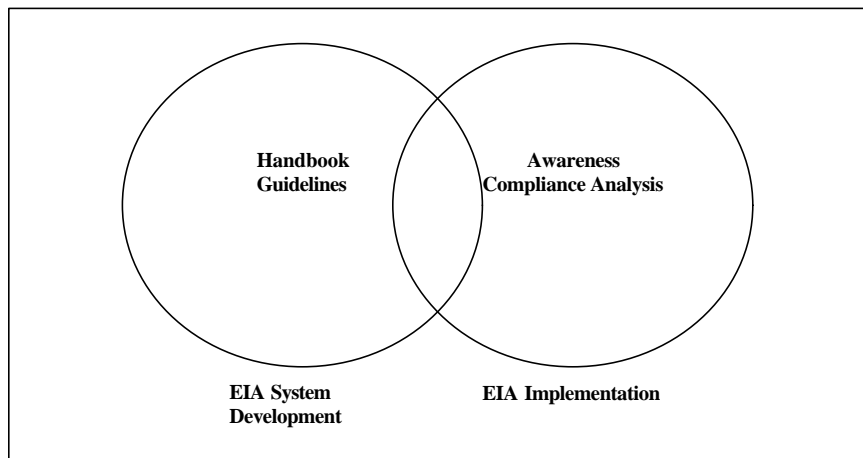 Handbook
Guidelines
Awareness
Compliance Analysis
EIA System
Development
EIA Implementation